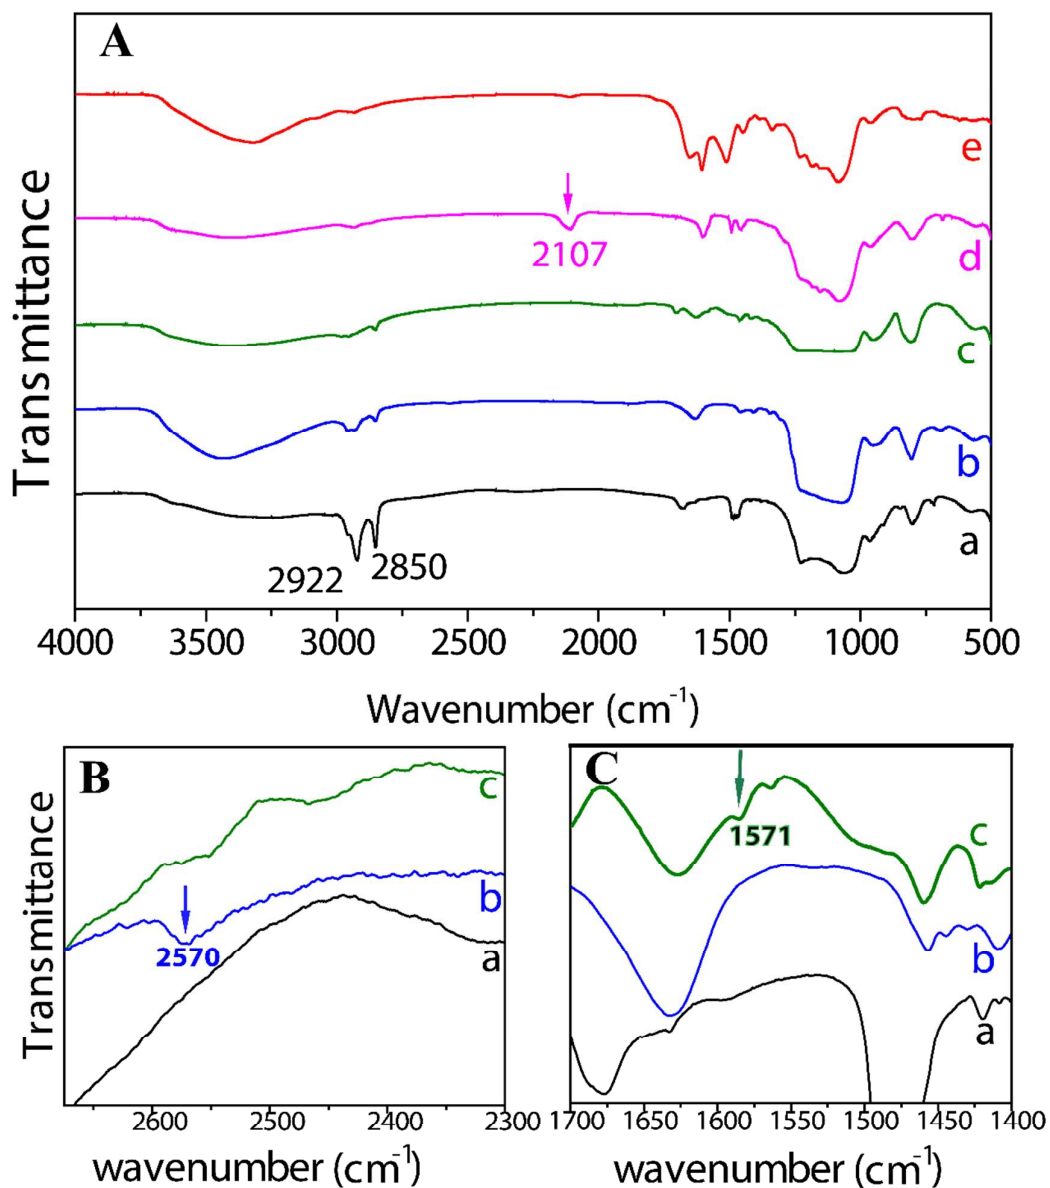 A
e
2107
d
c
b
a
2922
2850
Transmittance
4000 3500 3000 2500 2000 1500 1000 500
Wavenumber (cm⁻¹)
B
c
b
2570
a
Transmittance
2600 2500 2400 2300
wavenumber (cm⁻¹)
C
1571
c
b
a
1700 1650 1600 1550 1500 1450 1400
wavenumber (cm⁻¹)